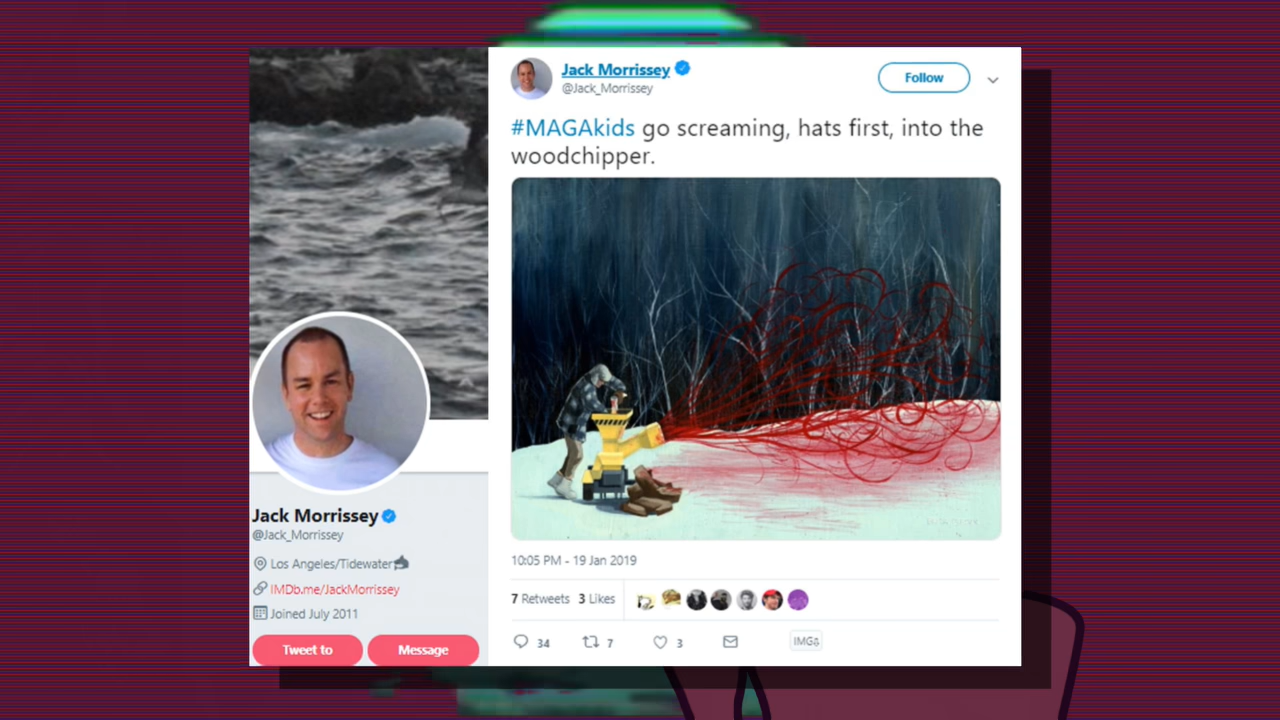 Jack Morrissey
@Jack_Morrissey
Follow
#MAGAkids go screaming, hats first, into the
woodchipper.
10:05 PM - 19 Jan 2019
7 Retweets 3 Likes
34 7 3 IMG
Jack Morrissey
@Jack_Morrissey
Los Angeles/Tidewater
IMDb.me/JackMorrissey
Joined July 2011
Tweet to Message